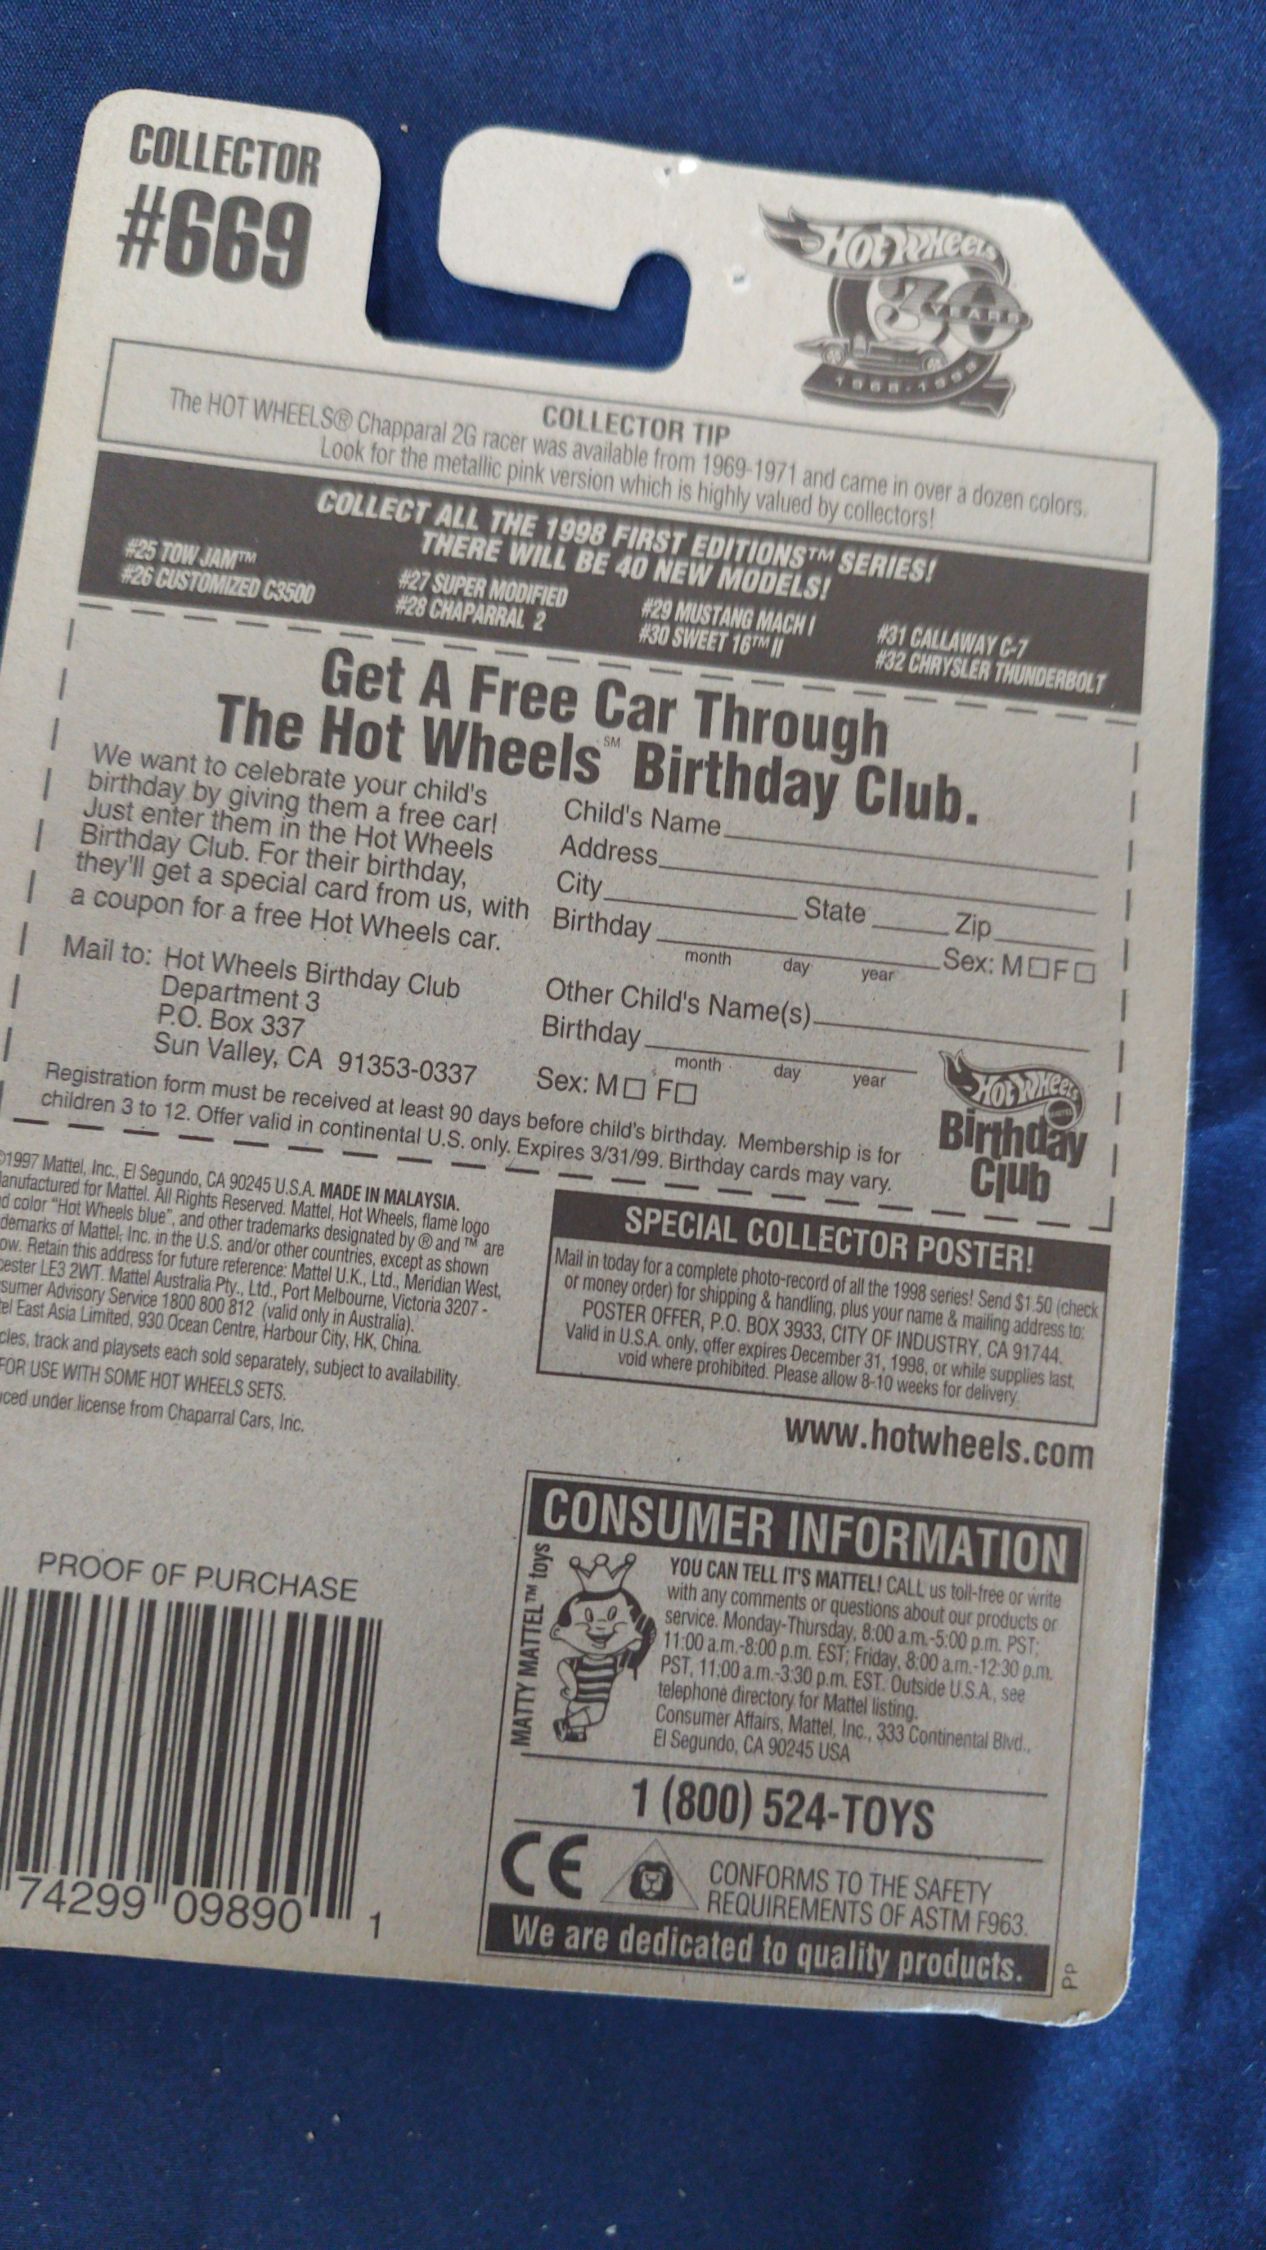 COLLECTOR
#669
HOT WHEELS
30
YEARS
1968-1998
COLLECTOR TIP
The HOT WHEELS® Chapparal 2G racer was available from 1969-1971 and came in over a dozen colors.
Look for the metallic pink version which is highly valued by collectors!
COLLECT ALL THE 1998 FIRST EDITIONS™ SERIES!
THERE WILL BE 40 NEW MODELS!
#25 TOW JAM™
#26 CUSTOMIZED C3500
#27 SUPER MODIFIED
#28 CHAPARRAL 2
#29 MUSTANG MACH I
#30 SWEET 16™ II
#31 CALLAWAY C-7
#32 CHRYSLER THUNDERBOLT
Get A Free Car Through
The Hot Wheels℠ Birthday Club.
We want to celebrate your child's
birthday by giving them a free car!
Just enter them in the Hot Wheels
Birthday Club. For their birthday,
they'll get a special card from us, with
a coupon for a free Hot Wheels car.
Mail to: Hot Wheels Birthday Club
Department 3
P.O. Box 337
Sun Valley, CA 91353-0337
Child's Name
Address
City State Zip
Birthday Sex: M☐ F☐
month day year
Other Child's Name(s)
Birthday
month day year
Sex: M☐ F☐
Registration form must be received at least 90 days before child's birthday. Membership is for
children 3 to 12. Offer valid in continental U.S. only. Expires 3/31/99. Birthday cards may vary.
HOT WHEELS
Birthday
Club
©1997 Mattel, Inc., El Segundo, CA 90245 U.S.A. MADE IN MALAYSIA.
for Mattel. All Rights Reserved. Mattel, Hot Wheels, flame logo
color "Hot Wheels blue", and other trademarks designated by ® and ™ are
of Mattel, Inc. in the U.S. and/or other countries, except as shown
Retain this address for future reference: Mattel U.K., Ltd., Meridian West,
LE3 2WT. Mattel Australia Pty., Ltd., Port Melbourne, Victoria 3207 -
Advisory Service 1800 800 812 (valid only in Australia).
East Asia Limited, 930 Ocean Centre, Harbour City, HK, China.
track and playsets each sold separately, subject to availability.
FOR USE WITH SOME HOT WHEELS SETS.
under license from Chaparral Cars, Inc.
SPECIAL COLLECTOR POSTER!
Mail in today for a complete photo-record of all the 1998 series! Send $1.50 (check
or money order) for shipping & handling, plus your name & mailing address to:
POSTER OFFER, P.O. BOX 3933, CITY OF INDUSTRY, CA 91744.
Valid in U.S.A. only, offer expires December 31, 1998, or while supplies last,
void where prohibited. Please allow 8-10 weeks for delivery.
www.hotwheels.com
PROOF OF PURCHASE
74299 09890 1
CONSUMER INFORMATION
MATTY MATTEL™ toys
YOU CAN TELL IT'S MATTEL! CALL us toll-free or write
with any comments or questions about our products or
service. Monday-Thursday, 8:00 a.m.-5:00 p.m. PST;
11:00 a.m.-8:00 p.m. EST; Friday, 8:00 a.m.-12:30 p.m.
PST, 11:00 a.m.-3:30 p.m. EST. Outside U.S.A., see
telephone directory for Mattel listing.
Consumer Affairs, Mattel, Inc., 333 Continental Blvd.,
El Segundo, CA 90245 USA
1 (800) 524-TOYS
CE
CONFORMS TO THE SAFETY
REQUIREMENTS OF ASTM F963.
We are dedicated to quality products.
Pp